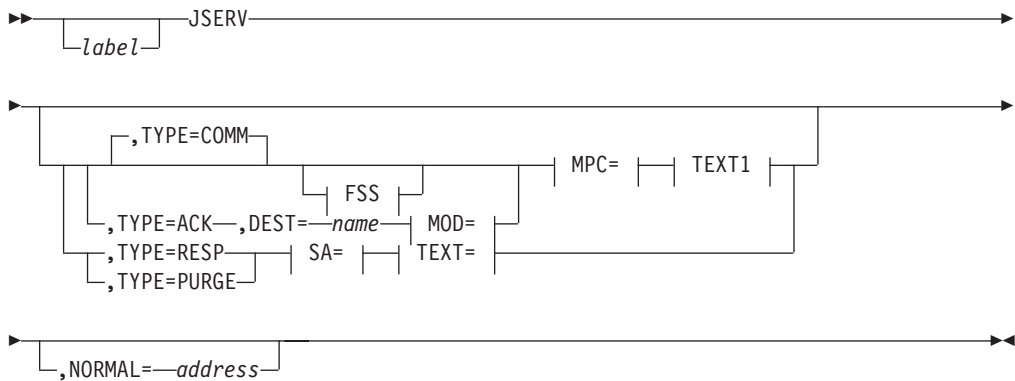 JSERV
label
,TYPE=COMM
MPC= TEXT1
FSS
,TYPE=ACK ,DEST= name MOD=
,TYPE=RESP SA= TEXT=
,TYPE=PURGE
,NORMAL= address